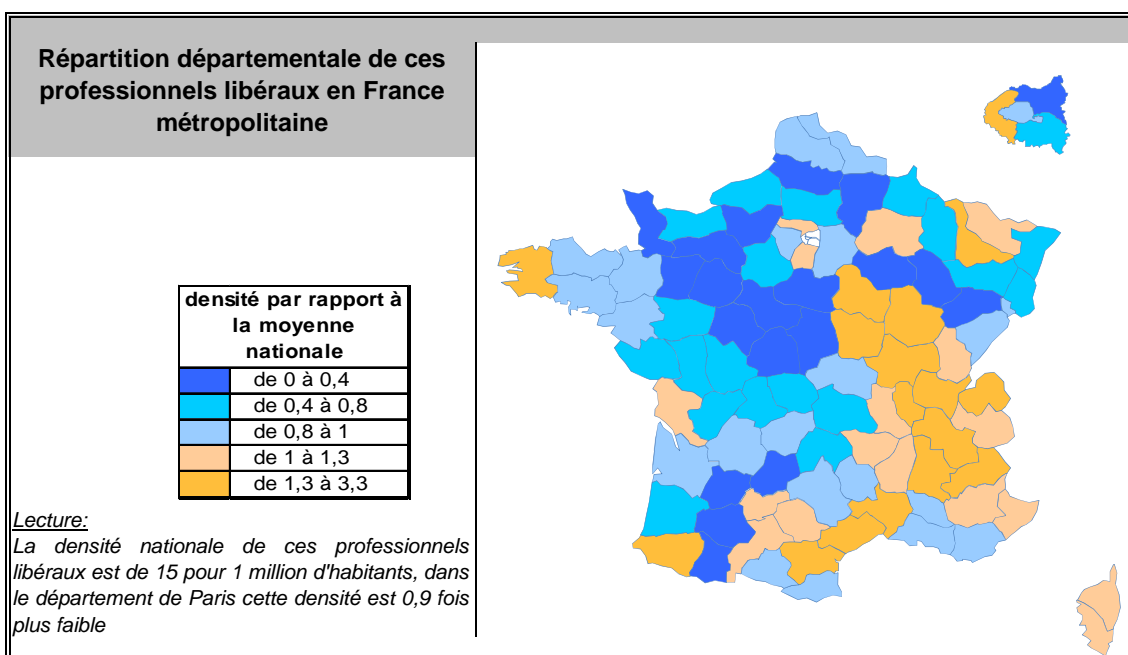 Répartition départementale de ces
professionnels libéraux en France
métropolitaine
densité par rapport à
la moyenne
nationale
de 0 à 0,4
de 0,4 à 0,8
de 0,8 à 1
de 1 à 1,3
de 1,3 à 3,3
Lecture:
La densité nationale de ces professionnels
libéraux est de 15 pour 1 million d'habitants, dans
le département de Paris cette densité est 0,9 fois
plus faible